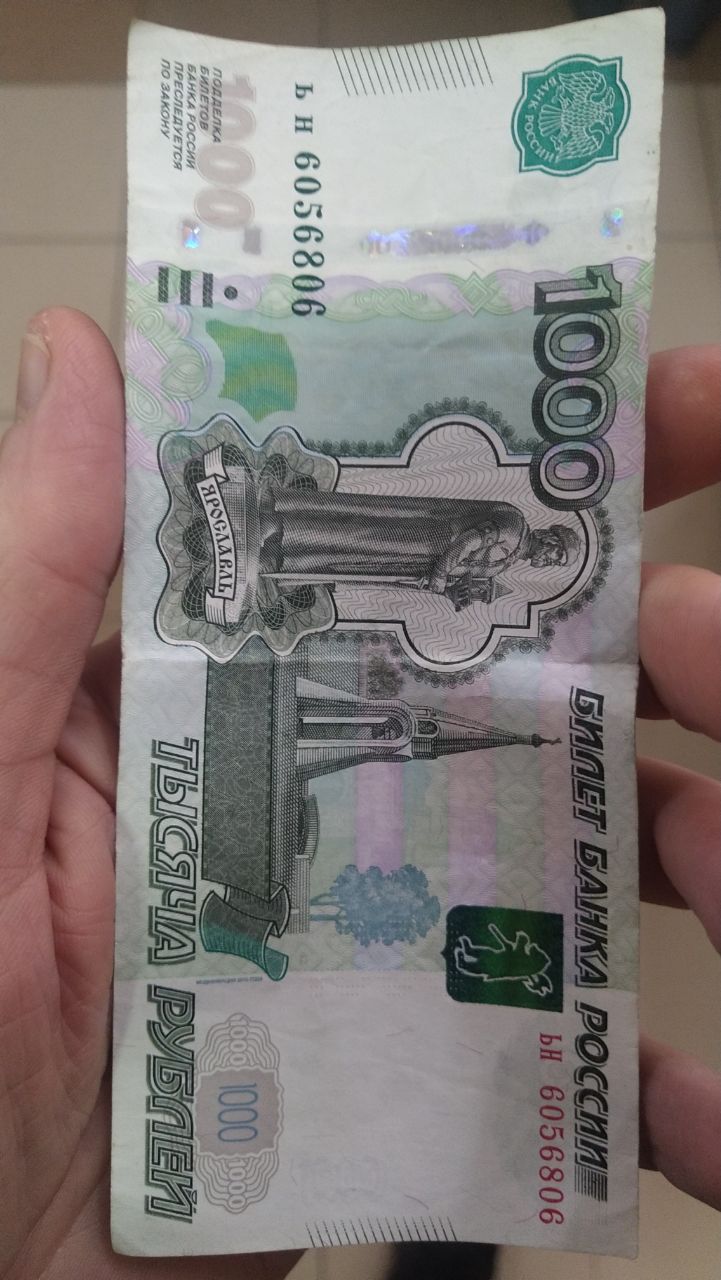 БАНК РОССИИ
1000
БИЛЕТ БАНКА РОССИИ
ЬН 6056806
ь н 6056806
1000
ПОДДЕЛКА
БИЛЕТОВ
БАНКА РОССИИ
ПРЕСЛЕДУЕТСЯ
ПО ЗАКОНУ
ЯРОСЛАВЛЬ
1000 1000 1000
ТЫСЯЧА РУБЛЕЙ